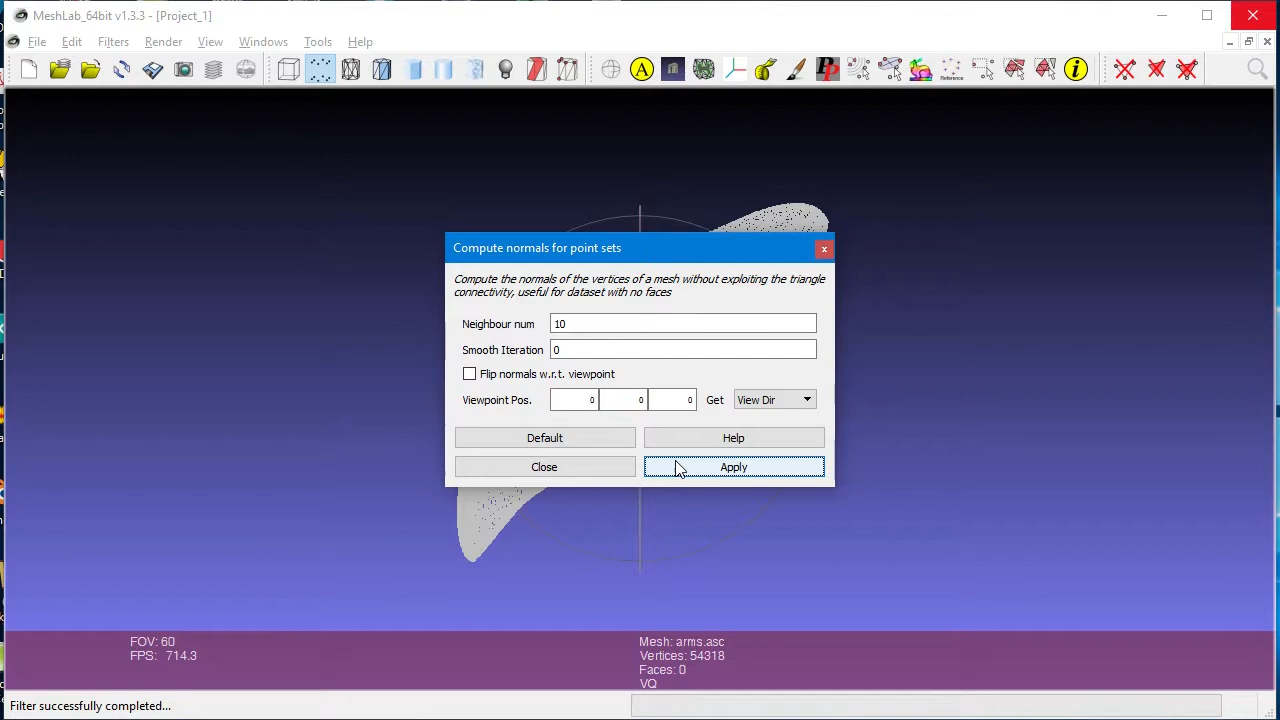 MeshLab_64bit v1.3.3 - [Project_1]
File Edit Filters Render View Windows Tools Help
A
PP
Reference
i
Compute normals for point sets
Compute the normals of the vertices of a mesh without exploiting the triangle
connectivity, useful for dataset with no faces
Neighbour num 10
Smooth Iteration 0
Flip normals w.r.t. viewpoint
Viewpoint Pos. 0 0 0 Get View Dir
Default Help
Close Apply
FOV: 60
FPS: 714.3
Mesh: arms.asc
Vertices: 54318
Faces: 0
VQ
Filter successfully completed...